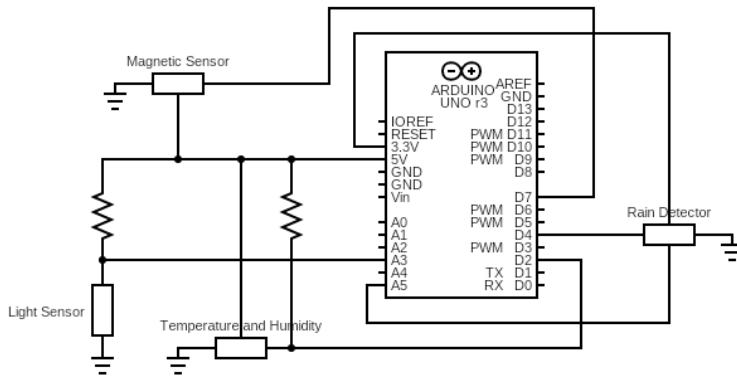 Magnetic Sensor
ARDUINO
UNO r3
AREF
GND
D13
IOREF D12
RESET PWM D11
3.3V PWM D10
5V PWM D9
GND D8
GND
Vin D7
PWM D6
A0 PWM D5
A1 D4
A2 PWM D3
A3 D2
A4 TX D1
A5 RX D0
Rain Detector
Light Sensor
Temperature and Humidity